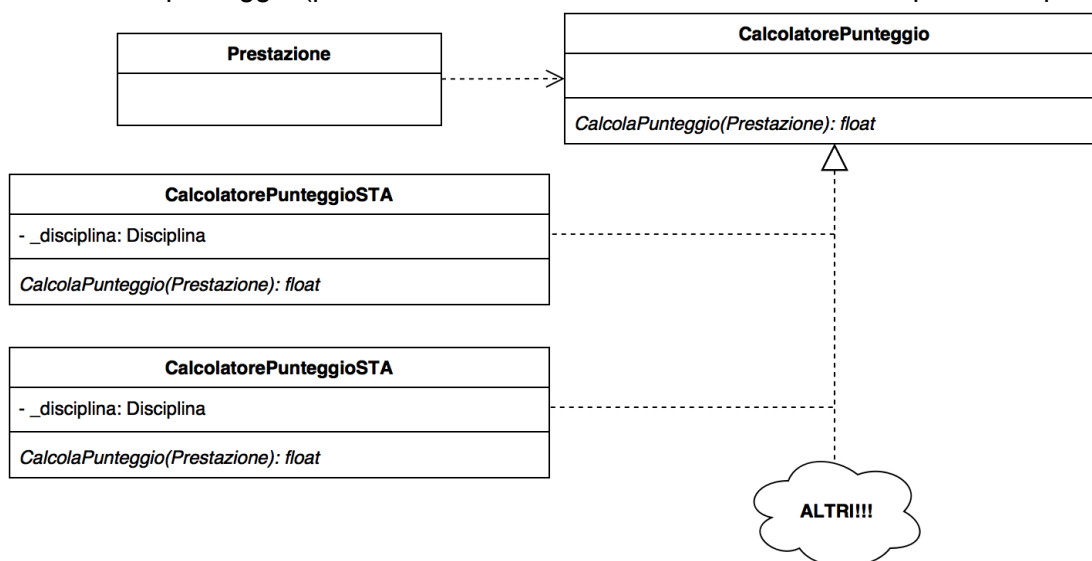 Prestazione
CalcolatorePunteggio
CalcolaPunteggio(Prestazione): float
CalcolatorePunteggioSTA
- _disciplina: Disciplina
CalcolaPunteggio(Prestazione): float
CalcolatorePunteggioSTA
- _disciplina: Disciplina
CalcolaPunteggio(Prestazione): float
ALTRI!!!